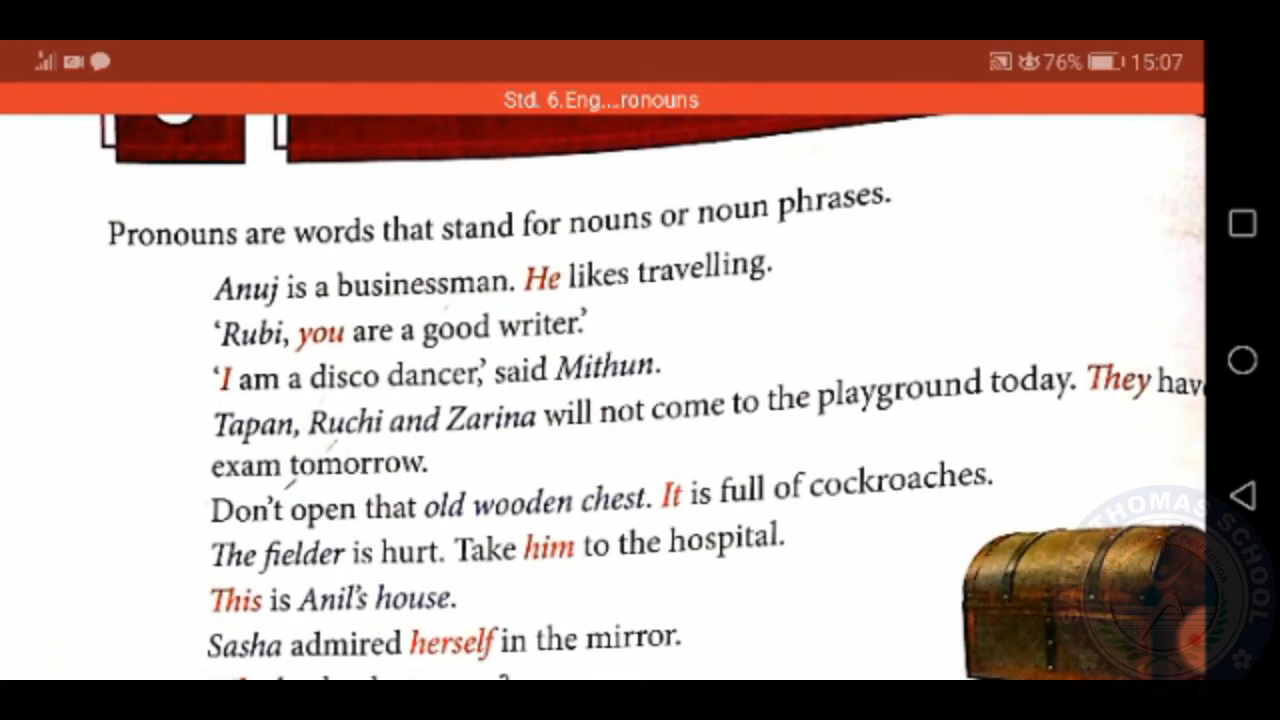 76% 15:07
Std. 6.Eng...ronouns
Pronouns are words that stand for nouns or noun phrases.
Anuj is a businessman. He likes travelling.
‘Rubi, you are a good writer.’
‘I am a disco dancer,’ said Mithun.
Tapan, Ruchi and Zarina will not come to the playground today. They hav
exam tomorrow.
Don’t open that old wooden chest. It is full of cockroaches.
The fielder is hurt. Take him to the hospital.
This is Anil’s house.
Sasha admired herself in the mirror.
THOMAS SCHOOL